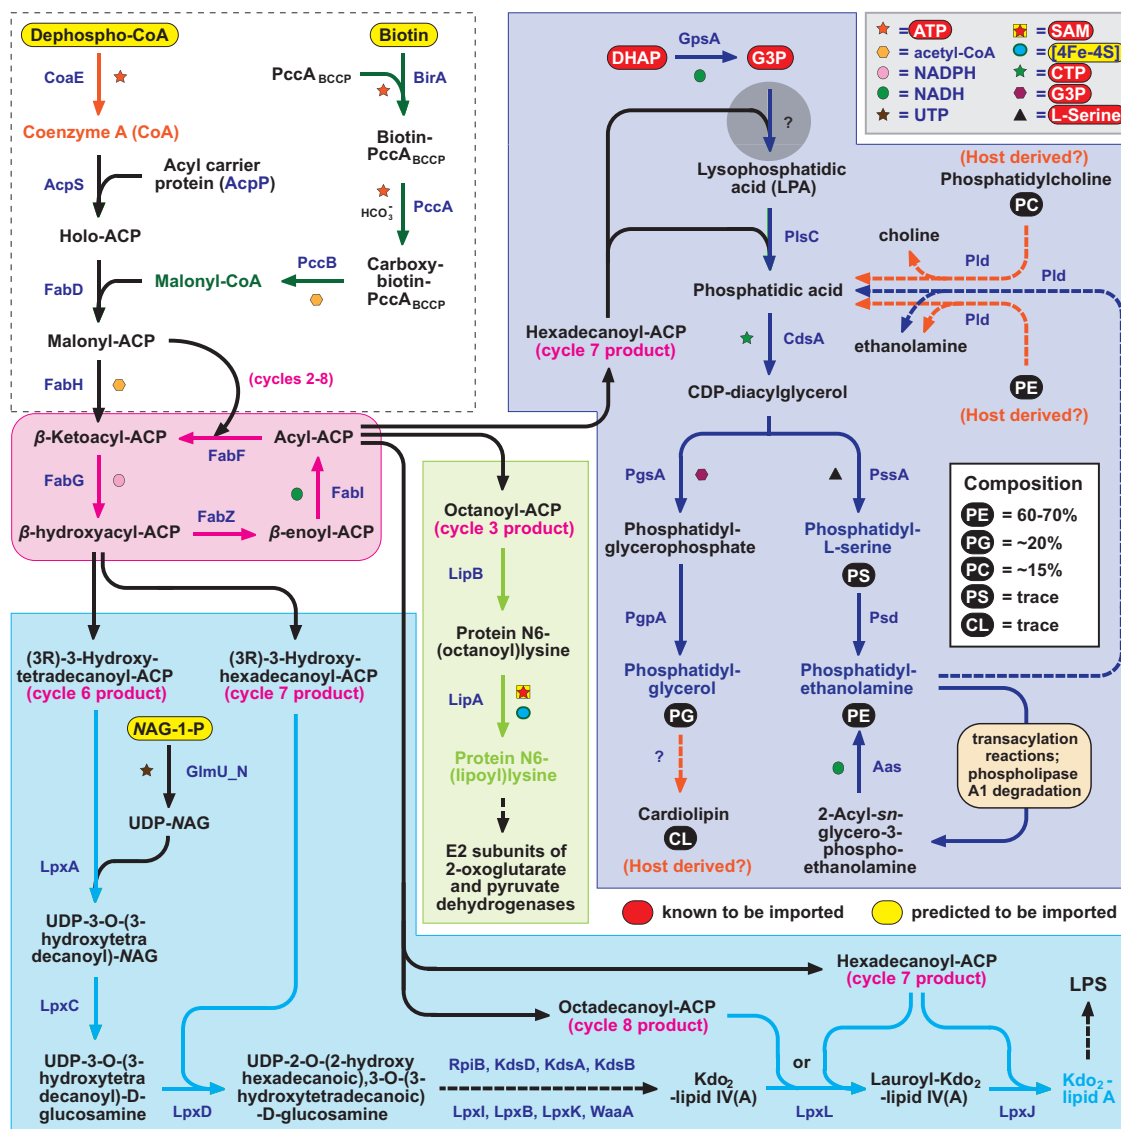 Dephospho-CoA
CoaE
Coenzyme A (CoA)
AcpS
Acyl carrier
protein (AcpP)
Holo-ACP
FabD
Malonyl-CoA
Malonyl-ACP
FabH
(cycles 2-8)
Biotin
PccA BCCP
BirA
Biotin-
PccA BCCP
HCO3-
PccA
PccB
Carboxy-
biotin-
PccA BCCP
β-Ketoacyl-ACP
Acyl-ACP
FabF
FabG
FabI
β-hydroxyacyl-ACP
FabZ
β-enoyl-ACP
DHAP
GpsA
G3P
?
Lysophosphatidic
acid (LPA)
PlsC
Phosphatidic acid
Hexadecanoyl-ACP
(cycle 7 product)
CdsA
CDP-diacylglycerol
= ATP
= acetyl-CoA
= NADPH
= NADH
= UTP
= SAM
= [4Fe-4S]
= CTP
= G3P
= L-Serine
(Host derived?)
Phosphatidylcholine
PC
choline
Pld
Pld
Pld
ethanolamine
PE
(Host derived?)
PgsA
PssA
Phosphatidyl-
glycerophosphate
Phosphatidyl-
L-serine
PS
PgpA
Psd
Phosphatidyl-
glycerol
PG
Phosphatidyl-
ethanolamine
PE
?
Aas
Cardiolipin
CL
(Host derived?)
2-Acyl-sn-
glycero-3-
phospho-
ethanolamine
transacylation
reactions;
phospholipase
A1 degradation
Composition
PE = 60-70%
PG = ~20%
PC = ~15%
PS = trace
CL = trace
Octanoyl-ACP
(cycle 3 product)
LipB
Protein N6-
(octanoyl)lysine
LipA
Protein N6-
(lipoyl)lysine
E2 subunits of
2-oxoglutarate
and pyruvate
dehydrogenases
known to be imported
predicted to be imported
(3R)-3-Hydroxy-
tetradecanoyl-ACP
(cycle 6 product)
(3R)-3-Hydroxy-
hexadecanoyl-ACP
(cycle 7 product)
NAG-1-P
GlmU_N
UDP-NAG
LpxA
UDP-3-O-(3-
hydroxytetra
decanoyl)-NAG
LpxC
UDP-3-O-(3-
hydroxytetra
decanoyl)-D-
glucosamine
LpxD
UDP-2-O-(2-hydroxy
hexadecanoic),3-O-(3-
hydroxytetradecanoic)
-D-glucosamine
RpiB, KdsD, KdsA, KdsB
LpxI, LpxB, LpxK, WaaA
Octadecanoyl-ACP
(cycle 8 product)
Hexadecanoyl-ACP
(cycle 7 product)
Kdo2
-lipid IV(A)
or
LpxL
Lauroyl-Kdo2
-lipid IV(A)
LpxJ
LPS
Kdo2-
lipid A